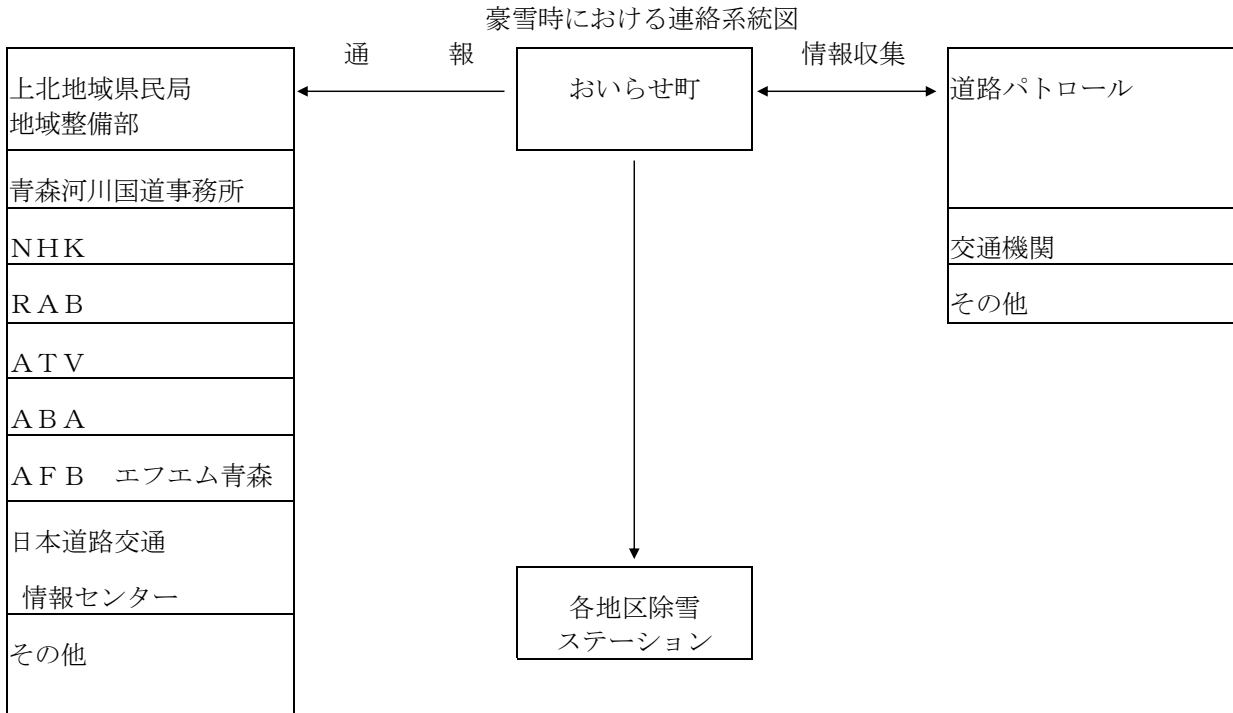 豪雪時における連絡系統図
通　　　報
情報収集
上北地域県民局
地域整備部
青森河川国道事務所
ＮＨＫ
ＲＡＢ
ＡＴＶ
ＡＢＡ
ＡＦＢ　エフエム青森
日本道路交通
情報センター
その他
おいらせ町
各地区除雪
ステーション
道路パトロール
交通機関
その他